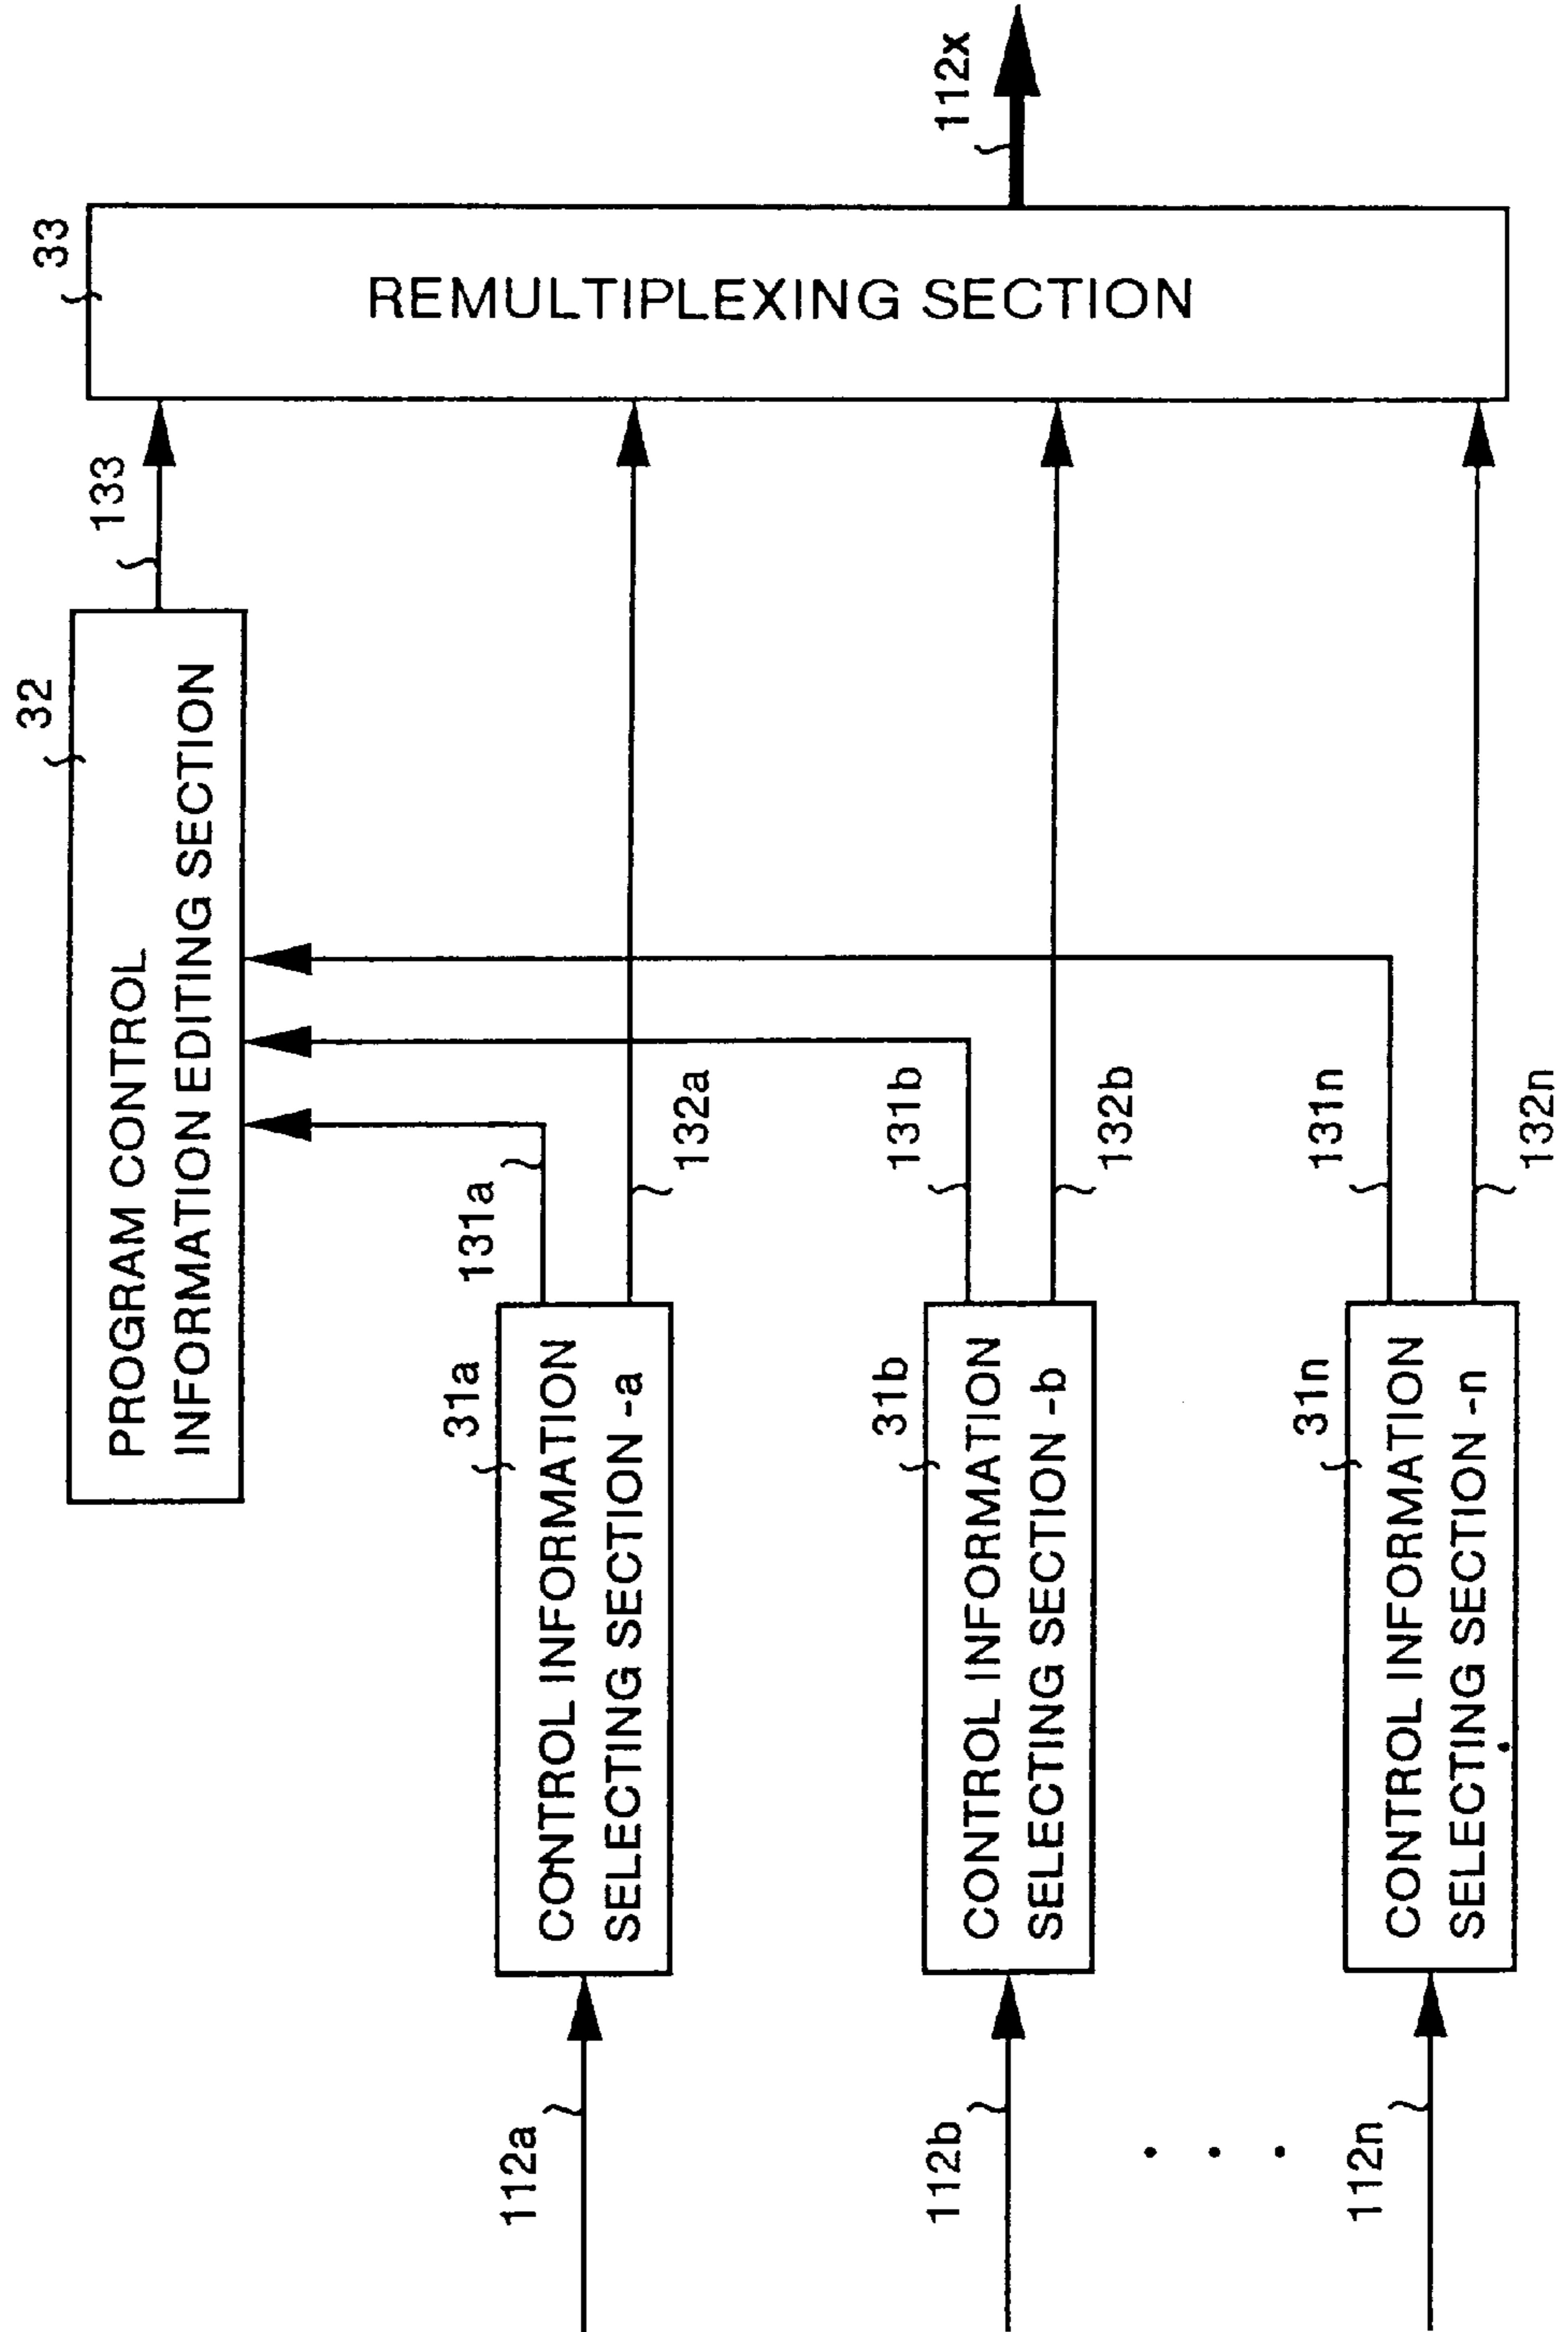 32
PROGRAM CONTROL
INFORMATION EDITING SECTION
133
33
REMULTIPLEXING SECTION
112x
112a
31a
CONTROL INFORMATION
SELECTING SECTION -a
131a
132a
112b
31b
CONTROL INFORMATION
SELECTING SECTION -b
131b
132b
112n
31n
CONTROL INFORMATION
SELECTING SECTION -n
131n
132n